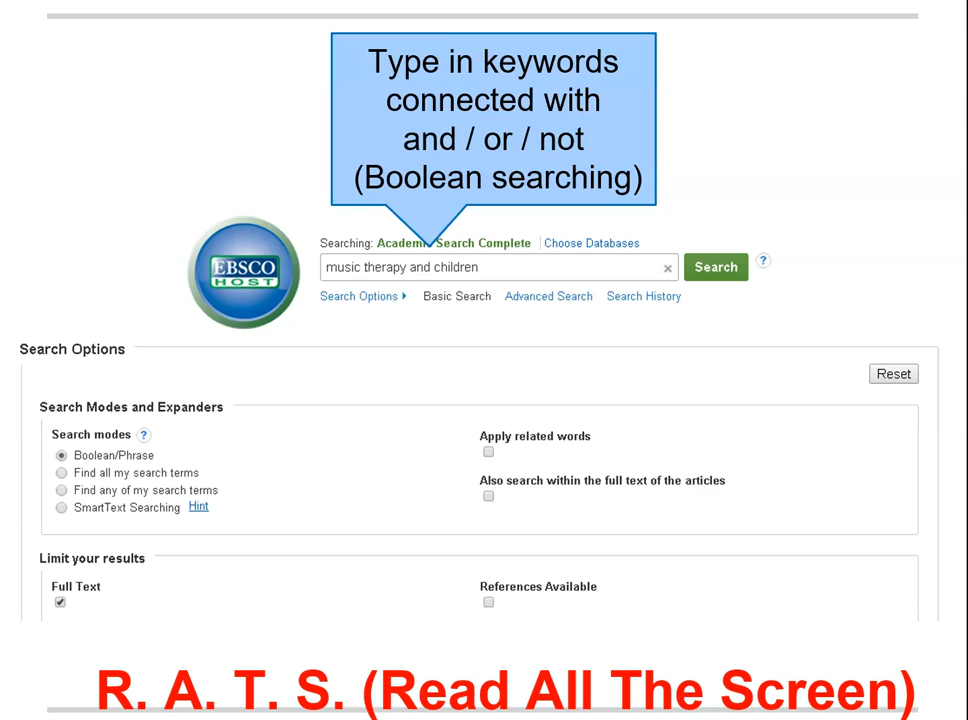 Type in keywords
connected with
and / or / not
(Boolean searching)
Searching: Academic Search Complete Choose Databases
EBSCO
HOST
music therapy and children × Search ?
Search Options Basic Search Advanced Search Search History
Search Options
Reset
Search Modes and Expanders
Search modes ?
Boolean/Phrase
Find all my search terms
Find any of my search terms
SmartText Searching Hint
Apply related words
Also search within the full text of the articles
Limit your results
Full Text
References Available
R. A. T. S. (Read All The Screen)